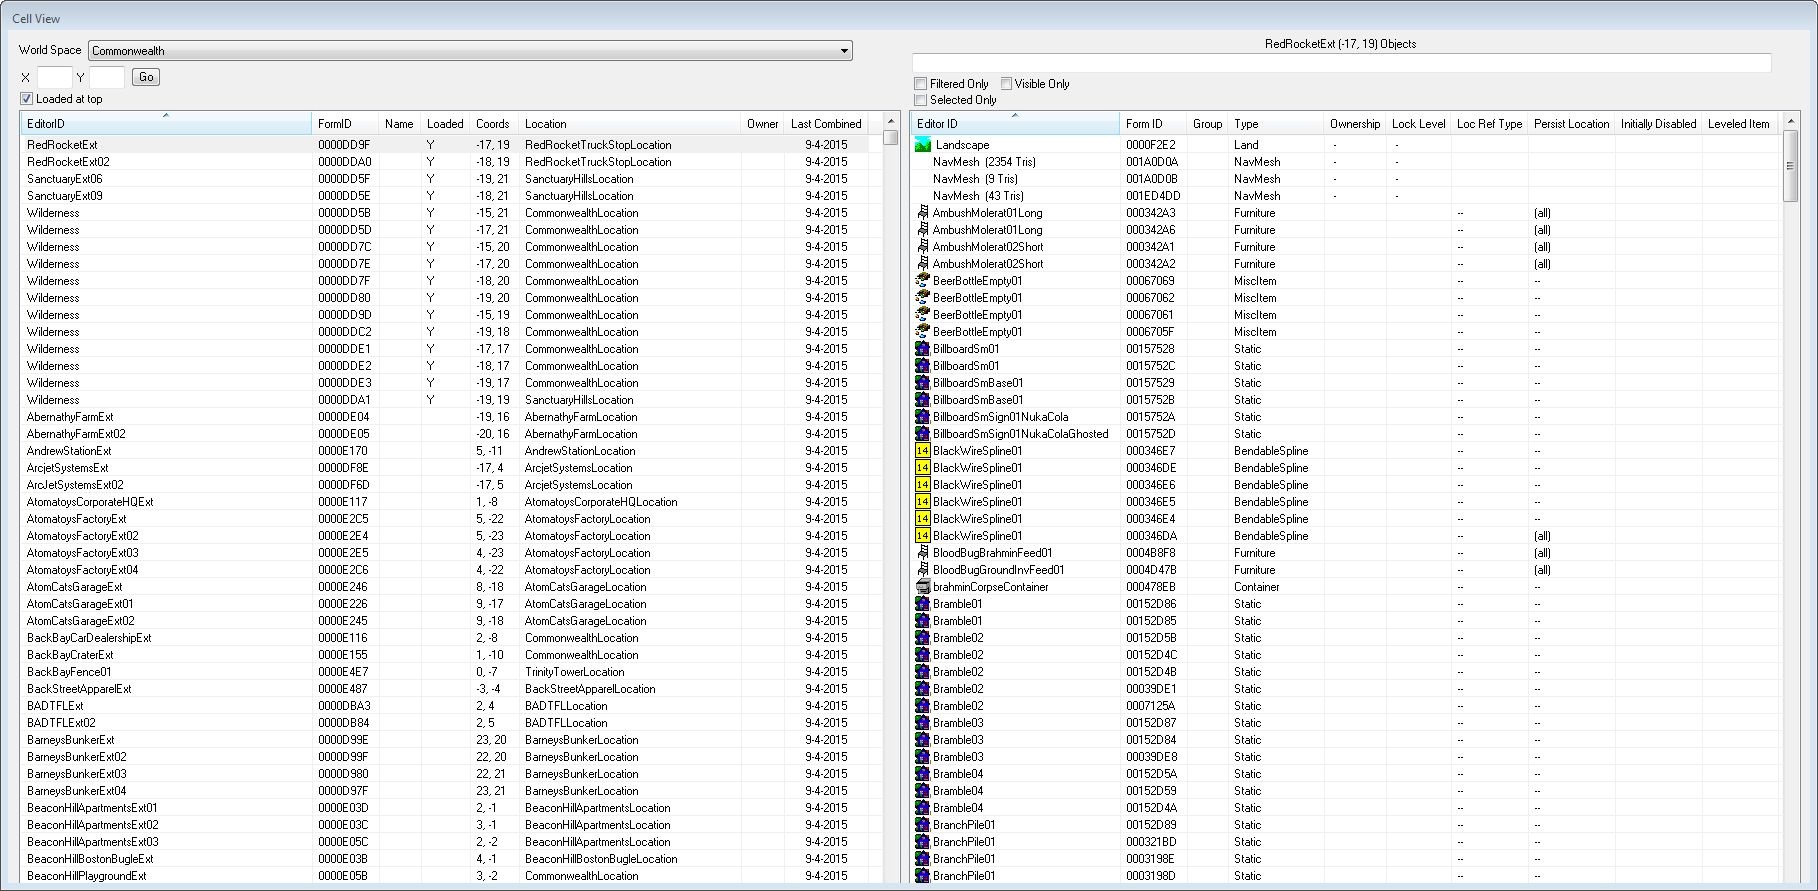 Cell View
World Space Commonwealth
X Y Go
Loaded at top
EditorID FormID Name Loaded Coords Location Owner Last Combined
RedRocketExt 0000DD9F Y -17, 19 RedRocketTruckStopLocation 9-4-2015
RedRocketExt02 0000DDA0 Y -18, 19 RedRocketTruckStopLocation 9-4-2015
SanctuaryExt06 0000DD5F Y -19, 21 SanctuaryHillsLocation 9-4-2015
SanctuaryExt09 0000DD5E Y -18, 21 SanctuaryHillsLocation 9-4-2015
Wilderness 0000DD5B Y -15, 21 CommonwealthLocation 9-4-2015
Wilderness 0000DD5D Y -17, 21 CommonwealthLocation 9-4-2015
Wilderness 0000DD7C Y -15, 20 CommonwealthLocation 9-4-2015
Wilderness 0000DD7E Y -17, 20 CommonwealthLocation 9-4-2015
Wilderness 0000DD7F Y -18, 20 CommonwealthLocation 9-4-2015
Wilderness 0000DD80 Y -19, 20 CommonwealthLocation 9-4-2015
Wilderness 0000DD9D Y -15, 19 CommonwealthLocation 9-4-2015
Wilderness 0000DDC2 Y -19, 18 CommonwealthLocation 9-4-2015
Wilderness 0000DDE1 Y -17, 17 CommonwealthLocation 9-4-2015
Wilderness 0000DDE2 Y -18, 17 CommonwealthLocation 9-4-2015
Wilderness 0000DDE3 Y -19, 17 CommonwealthLocation 9-4-2015
Wilderness 0000DDA1 Y -19, 19 SanctuaryHillsLocation 9-4-2015
AbernathyFarmExt 0000DE04 -19, 16 AbernathyFarmLocation 9-4-2015
AbernathyFarmExt02 0000DE05 -20, 16 AbernathyFarmLocation 9-4-2015
AndrewStationExt 0000E170 5, -11 AndrewStationLocation 9-4-2015
ArcjetSystemsExt 0000DF8E -17, 4 ArcjetSystemsLocation 9-4-2015
ArcJetSystemsExt02 0000DF6D -17, 5 ArcjetSystemsLocation 9-4-2015
AtomatoysCorporateHQExt 0000E117 1, -8 AtomatoysCorporateHQLocation 9-4-2015
AtomatoysFactoryExt 0000E2C5 5, -22 AtomatoysFactoryLocation 9-4-2015
AtomatoysFactoryExt02 0000E2E4 5, -23 AtomatoysFactoryLocation 9-4-2015
AtomatoysFactoryExt03 0000E2E5 4, -23 AtomatoysFactoryLocation 9-4-2015
AtomatoysFactoryExt04 0000E2C6 4, -22 AtomatoysFactoryLocation 9-4-2015
AtomCatsGarageExt 0000E246 8, -18 AtomCatsGarageLocation 9-4-2015
AtomCatsGarageExt01 0000E226 9, -17 AtomCatsGarageLocation 9-4-2015
AtomCatsGarageExt02 0000E245 9, -18 AtomCatsGarageLocation 9-4-2015
BackBayCarDealershipExt 0000E116 2, -8 CommonwealthLocation 9-4-2015
BackBayCraterExt 0000E155 1, -10 CommonwealthLocation 9-4-2015
BackBayFence01 0000E4E7 0, -7 TrinityTowerLocation 9-4-2015
BackStreetApparelExt 0000E487 -3, -4 BackStreetApparelLocation 9-4-2015
BADTFLExt 0000DBA3 2, 4 BADTFLLocation 9-4-2015
BADTFLExt02 0000DB84 2, 5 BADTFLLocation 9-4-2015
BarneysBunkerExt 0000D99E 23, 20 BarneysBunkerLocation 9-4-2015
BarneysBunkerExt02 0000D99F 22, 20 BarneysBunkerLocation 9-4-2015
BarneysBunkerExt03 0000D980 22, 21 BarneysBunkerLocation 9-4-2015
BarneysBunkerExt04 0000D97F 23, 21 BarneysBunkerLocation 9-4-2015
BeaconHillApartmentsExt01 0000E03D 2, -1 BeaconHillApartmentsLocation 9-4-2015
BeaconHillApartmentsExt02 0000E03C 3, -1 BeaconHillApartmentsLocation 9-4-2015
BeaconHillApartmentsExt03 0000E05C 2, -2 BeaconHillApartmentsLocation 9-4-2015
BeaconHillBostonBugleExt 0000E03B 4, -1 BeaconHillBostonBugleLocation 9-4-2015
BeaconHillPlaygroundExt 0000E05B 3, -2 CommonwealthLocation 9-4-2015
RedRocketExt (-17, 19) Objects
Filtered Only Visible Only
Selected Only
Editor ID Form ID Group Type Ownership Lock Level Loc Ref Type Persist Location Initially Disabled Leveled Item
Landscape 0000F2E2 Land - -
NavMesh (2354 Tris) 001A0D0A NavMesh - -
NavMesh (9 Tris) 001A0D0B NavMesh - -
NavMesh (43 Tris) 001ED4DD NavMesh - -
AmbushMolerat01Long 000342A3 Furniture -- (all)
AmbushMolerat01Long 000342A6 Furniture -- (all)
AmbushMolerat02Short 000342A1 Furniture -- (all)
AmbushMolerat02Short 000342A2 Furniture -- (all)
BeerBottleEmpty01 00067069 MiscItem -- --
BeerBottleEmpty01 00067062 MiscItem -- --
BeerBottleEmpty01 00067061 MiscItem -- --
BeerBottleEmpty01 0006705F MiscItem -- --
BillboardSm01 00157528 Static -- --
BillboardSm01 0015752C Static -- --
BillboardSmBase01 00157529 Static -- --
BillboardSmBase01 0015752B Static -- --
BillboardSmSign01NukaCola 0015752A Static -- --
BillboardSmSign01NukaColaGhosted 0015752D Static -- --
14 BlackWireSpline01 000346E7 BendableSpline -- --
14 BlackWireSpline01 000346DE BendableSpline -- --
14 BlackWireSpline01 000346E6 BendableSpline -- --
14 BlackWireSpline01 000346E5 BendableSpline -- --
14 BlackWireSpline01 000346E4 BendableSpline -- --
14 BlackWireSpline01 000346DA BendableSpline -- (all)
BloodBugBrahminFeed01 0004B8F8 Furniture -- (all)
BloodBugGroundInvFeed01 0004D47B Furniture -- (all)
brahminCorpseContainer 000478EB Container -- --
Bramble01 00152D86 Static -- --
Bramble01 00152D85 Static -- --
Bramble02 00152D5B Static -- --
Bramble02 00152D4C Static -- --
Bramble02 00152D4B Static -- --
Bramble02 00039DE1 Static -- --
Bramble02 0007125A Static -- --
Bramble03 00152D87 Static -- --
Bramble03 00152D84 Static -- --
Bramble03 00039DE8 Static -- --
Bramble04 00152D5A Static -- --
Bramble04 00152D59 Static -- --
Bramble04 00152D4A Static -- --
BranchPile01 00152D89 Static -- --
BranchPile01 000321BD Static -- --
BranchPile01 0003198E Static -- --
BranchPile01 0003198D Static -- --